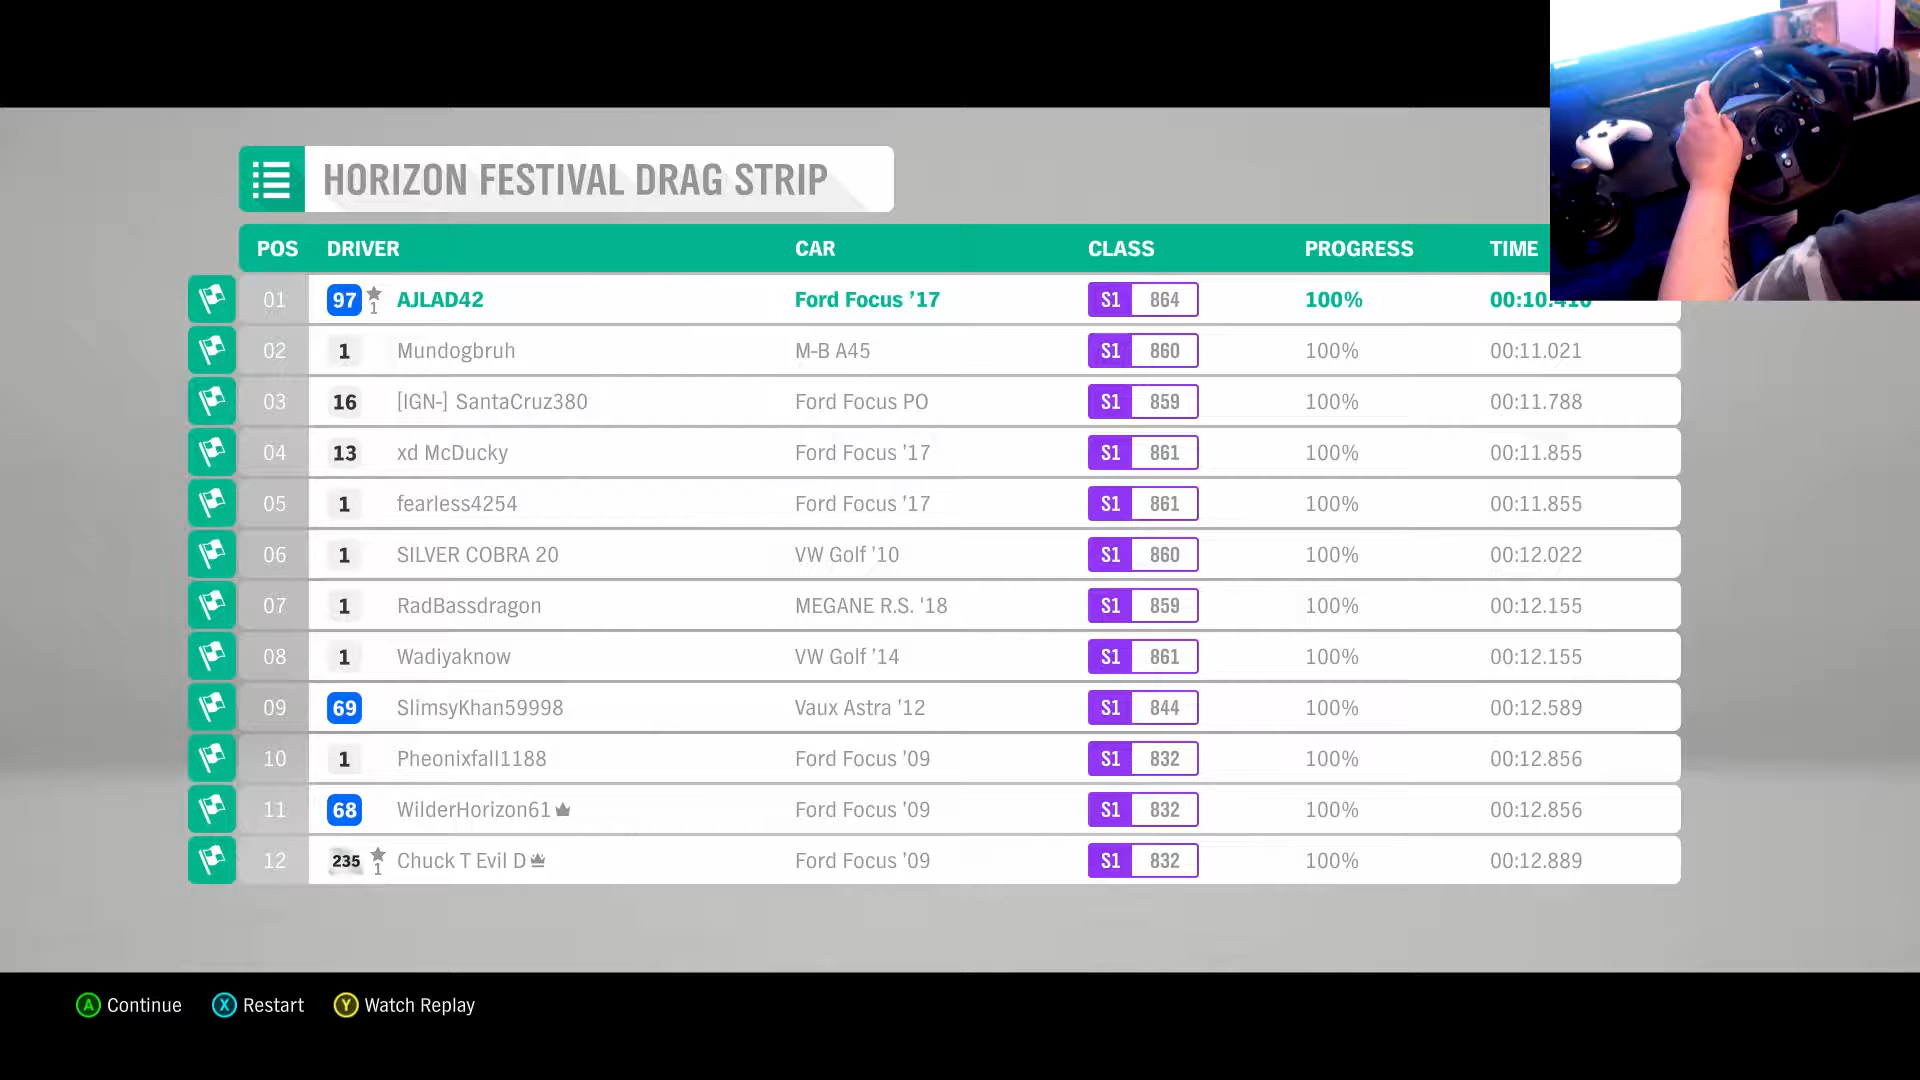 HORIZON FESTIVAL DRAG STRIP
POS DRIVER CAR CLASS PROGRESS TIME
01 97 1 AJLAD42 Ford Focus '17 S1 864 100%
02 1 Mundogbruh M-B A45 S1 860 100% 00:11.021
03 16 [IGN-] SantaCruz380 Ford Focus PO S1 859 100% 00:11.788
04 13 xd McDucky Ford Focus '17 S1 861 100% 00:11.855
05 1 fearless4254 Ford Focus '17 S1 861 100% 00:11.855
06 1 SILVER COBRA 20 VW Golf '10 S1 860 100% 00:12.022
07 1 RadBassdragon MEGANE R.S. '18 S1 859 100% 00:12.155
08 1 Wadiyaknow VW Golf '14 S1 861 100% 00:12.155
09 69 SlimsyKhan59998 Vaux Astra '12 S1 844 100% 00:12.589
10 1 Pheonixfall1188 Ford Focus '09 S1 832 100% 00:12.856
11 68 WilderHorizon61 Ford Focus '09 S1 832 100% 00:12.856
12 235 1 Chuck T Evil D Ford Focus '09 S1 832 100% 00:12.889
A Continue X Restart Y Watch Replay